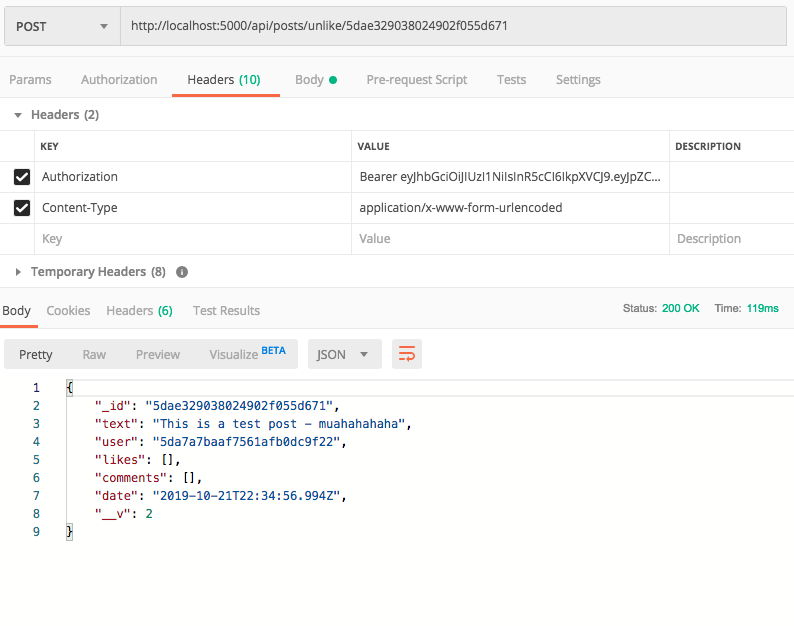 POST http://localhost:5000/api/posts/unlike/5dae329038024902f055d671
Params Authorization Headers (10) Body Pre-request Script Tests Settings
Headers (2)
KEY VALUE DESCRIPTION
Authorization Bearer eyJhbGciOiJIUzI1NiIsInR5cCI6IkpXVCJ9.eyJpZC...
Content-Type application/x-www-form-urlencoded
Key Value Description
Temporary Headers (8) i
Body Cookies Headers (6) Test Results Status: 200 OK Time: 119ms
Pretty Raw Preview Visualize BETA JSON
1 {
2 "_id": "5dae329038024902f055d671",
3 "text": "This is a test post - muahahahaha",
4 "user": "5da7a7baaf7561afb0dc9f22",
5 "likes": [],
6 "comments": [],
7 "date": "2019-10-21T22:34:56.994Z",
8 "__v": 2
9 }